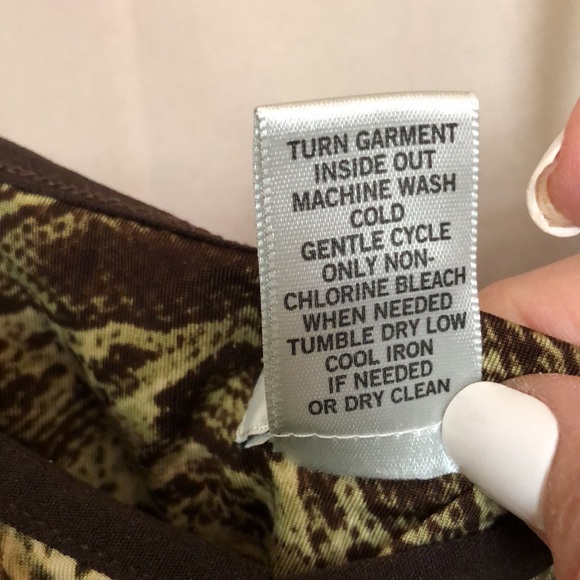 TURN GARMENT
INSIDE OUT
MACHINE WASH
COLD
GENTLE CYCLE
ONLY NON-
CHLORINE BLEACH
WHEN NEEDED
TUMBLE DRY LOW
COOL IRON
IF NEEDED
OR DRY CLEAN